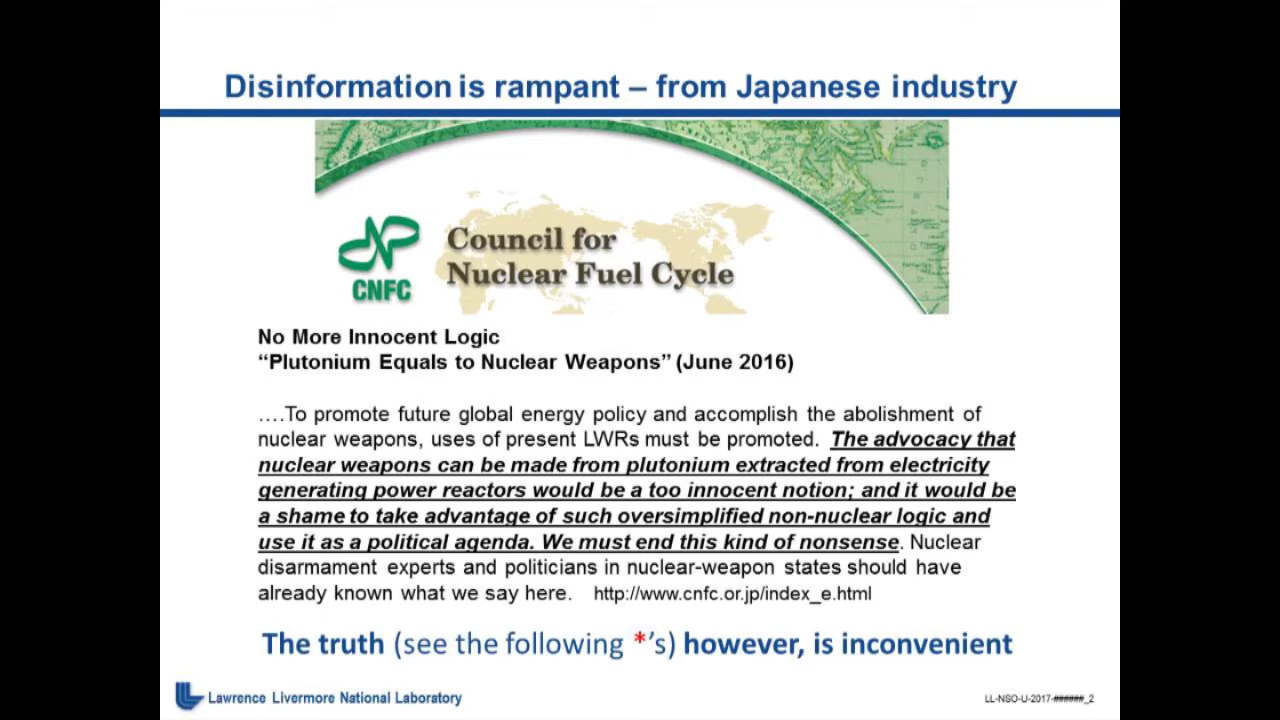 Disinformation is rampant – from Japanese industry
CNFC
Council for
Nuclear Fuel Cycle
No More Innocent Logic
“Plutonium Equals to Nuclear Weapons” (June 2016)
….To promote future global energy policy and accomplish the abolishment of
nuclear weapons, uses of present LWRs must be promoted. The advocacy that
nuclear weapons can be made from plutonium extracted from electricity
generating power reactors would be a too innocent notion; and it would be
a shame to take advantage of such oversimplified non-nuclear logic and
use it as a political agenda. We must end this kind of nonsense. Nuclear
disarmament experts and politicians in nuclear-weapon states should have
already known what we say here. http://www.cnfc.or.jp/index_e.html
The truth (see the following *’s) however, is inconvenient
Lawrence Livermore National Laboratory
LL-NSO-U-2017-######_2